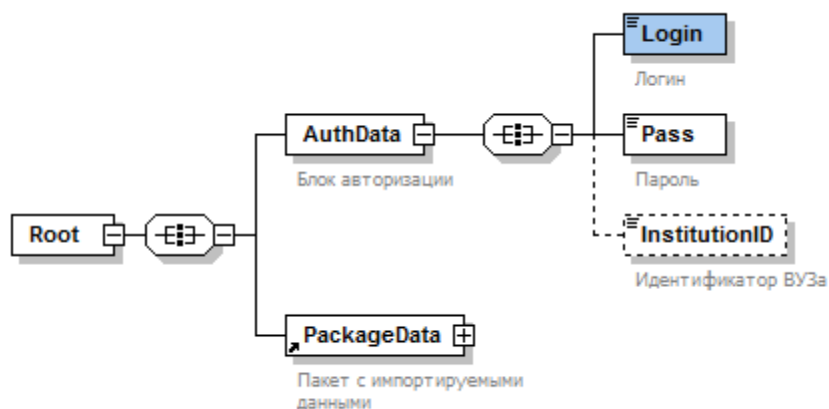 Login
Логин
AuthData
Блок авторизации
Pass
Пароль
Root
InstitutionID
Идентификатор ВУЗа
PackageData
Пакет с импортируемыми
данными